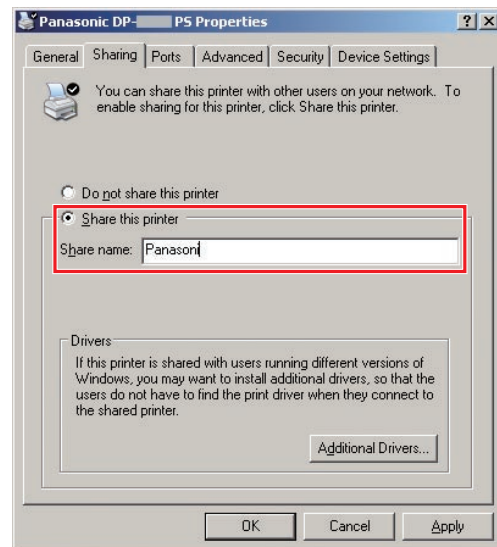 Panasonic DP- PS Properties
General Sharing Ports Advanced Security Device Settings
You can share this printer with other users on your network. To
enable sharing for this printer, click Share this printer.
Do not share this printer
Share this printer
Share name: Panasoni
Drivers
If this printer is shared with users running different versions of
Windows, you may want to install additional drivers, so that the
users do not have to find the print driver when they connect to
the shared printer.
Additional Drivers...
OK Cancel Apply